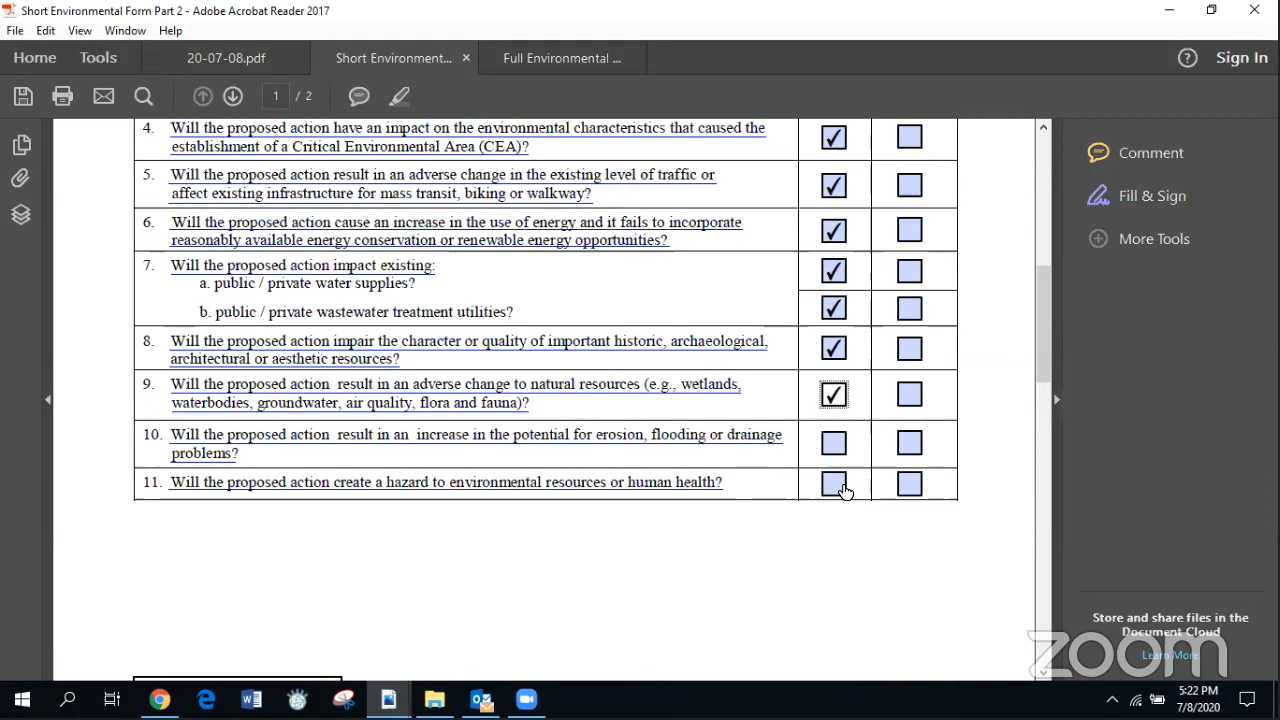 Short Environmental Form Part 2 - Adobe Acrobat Reader 2017
File Edit View Window Help
Home Tools 20-07-08.pdf Short Environment... × Full Environmental ... ? Sign In
1 / 2
4. Will the proposed action have an impact on the environmental characteristics that caused the
establishment of a Critical Environmental Area (CEA)?
5. Will the proposed action result in an adverse change in the existing level of traffic or
affect existing infrastructure for mass transit, biking or walkway?
6. Will the proposed action cause an increase in the use of energy and it fails to incorporate
reasonably available energy conservation or renewable energy opportunities?
7. Will the proposed action impact existing:
a. public / private water supplies?
b. public / private wastewater treatment utilities?
8. Will the proposed action impair the character or quality of important historic, archaeological,
architectural or aesthetic resources?
9. Will the proposed action result in an adverse change to natural resources (e.g., wetlands,
waterbodies, groundwater, air quality, flora and fauna)?
10. Will the proposed action result in an increase in the potential for erosion, flooding or drainage
problems?
11. Will the proposed action create a hazard to environmental resources or human health?
Comment
Fill & Sign
More Tools
Store and share files in the
Document Cloud
Learn More
zoom
5:22 PM
7/8/2020